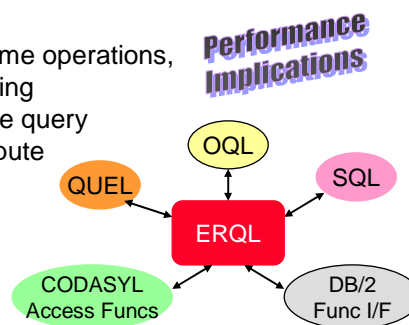 Performance
Implications
me operations,
ing
e query
oute
OQL
QUEL
SQL
ERQL
CODASYL
Access Funcs
DB/2
Func I/F